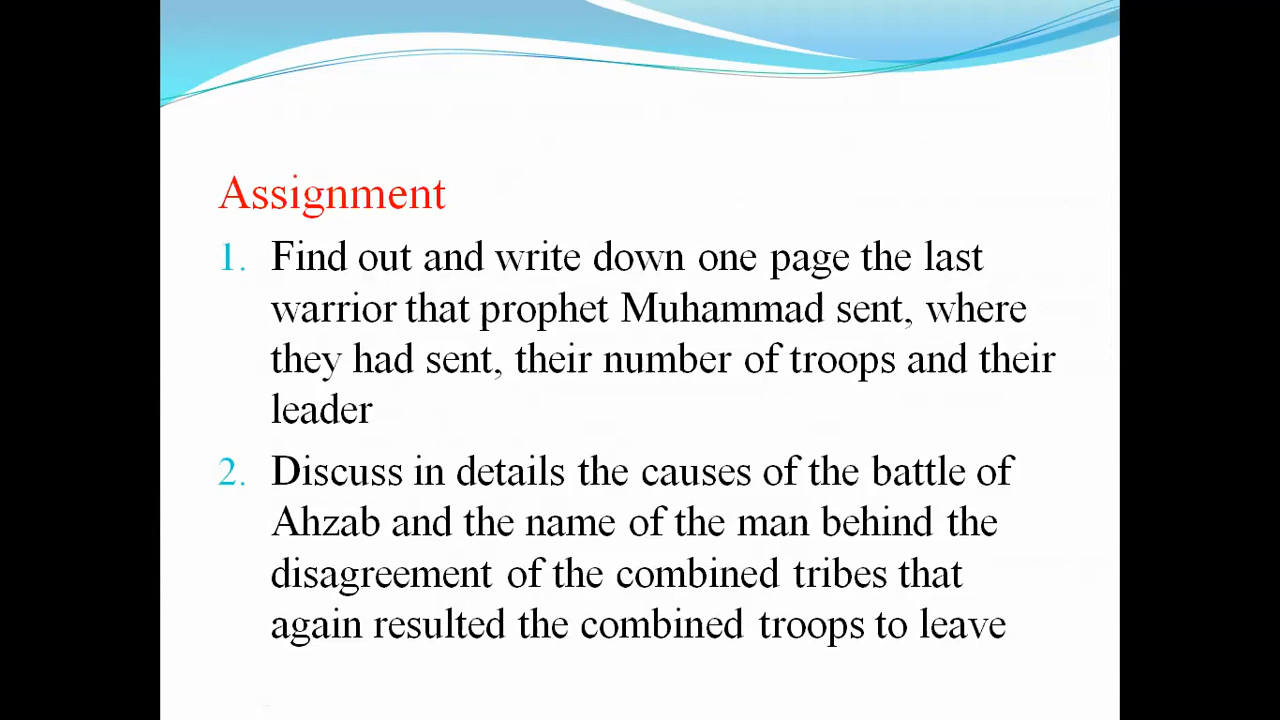 Assignment
1. Find out and write down one page the last
warrior that prophet Muhammad sent, where
they had sent, their number of troops and their
leader
2. Discuss in details the causes of the battle of
Ahzab and the name of the man behind the
disagreement of the combined tribes that
again resulted the combined troops to leave